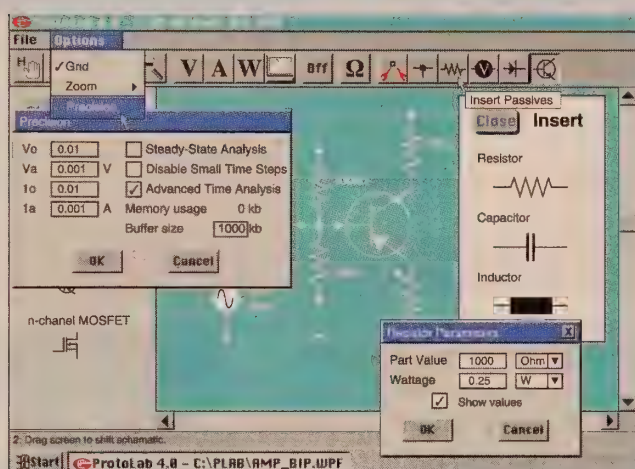 File Options
H
✓ Grid
Zoom
Precision
V A W Off Ω V
Insert Passives
Close Insert
Resistor
Capacitor
Inductor
Precision
Vo 0.01
Va 0.001 V
1o 0.01
1a 0.001 A
Steady-State Analysis
Disable Small Time Steps
✓ Advanced Time Analysis
Memory usage 0 kb
Buffer size 1000 kb
OK Cancel
n-chanel MOSFET
Resistor Parameters X
Part Value 1000 Ohm
Wattage 0.25 W
✓ Show values
OK Cancel
2. Drag screen to shift schematic.
Start ProtoLab 4.0 - C:\PLAB\AMP_BIP.WPF